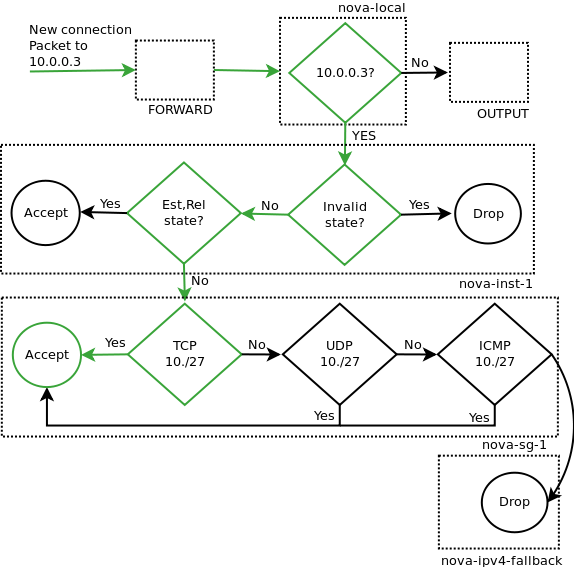 nova-local
New connection
Packet to
10.0.0.3
10.0.0.3?
No
FORWARD
OUTPUT
YES
Accept
Yes
Est,Rel
state?
No
Invalid
state?
Yes
Drop
No
nova-inst-1
Accept
Yes
TCP
10./27
No
UDP
10./27
No
ICMP
10./27
Yes
Yes
nova-sg-1
Drop
nova-ipv4-fallback